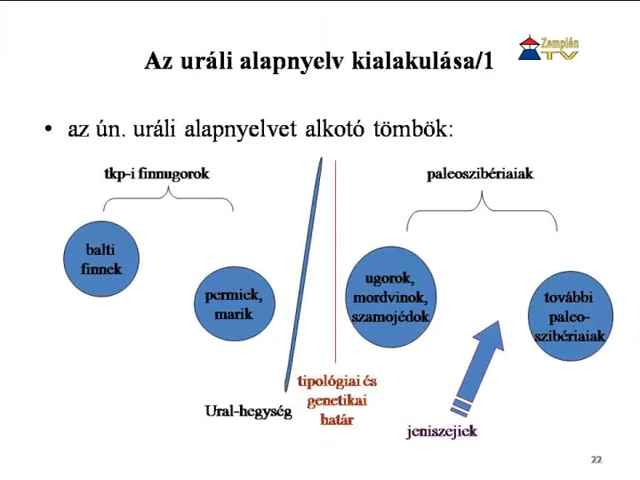 Az uráli alapnyelv kialakulása/1
Zemplén
TV
• az ún. uráli alapnyelvet alkotó tömbök:
tkp-i finnugorok
paleoszibériaiak
balti
finnek
permiek,
marik
ugorok,
mordvinok,
szamojédok
további
paleo-
szibériaiak
Ural-hegység
tipológiai és
genetikai
határ
jeniszejiek
22